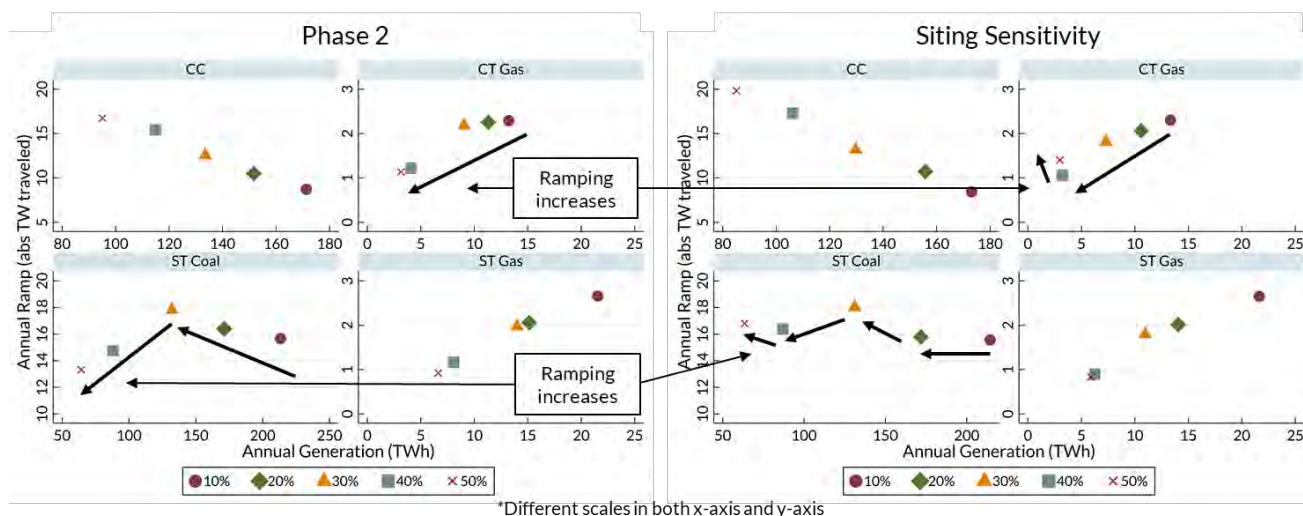 Phase 2
Siting Sensitivity
CC
CT Gas
CC
CT Gas
Annual Ramp (abs TW traveled)
20
15
10
5
3
2
1
0
Ramping
increases
Annual Ramp (abs TW traveled)
20
15
10
5
3
2
1
0
80 100 120 140 160 180
0 5 10 15 20 25
80 100 120 140 160 180
0 5 10 15 20 25
ST Coal
ST Gas
ST Coal
ST Gas
20
18
16
14
12
10
3
2
1
0
Ramping
increases
20
18
16
14
12
10
3
2
1
0
50 100 150 200 250
0 5 10 15 20 25
50 100 150 200 250
0 5 10 15 20 25
Annual Generation (TWh)
Annual Generation (TWh)
10% 20% 30% 40% 50%
10% 20% 30% 40% 50%
*Different scales in both x-axis and y-axis